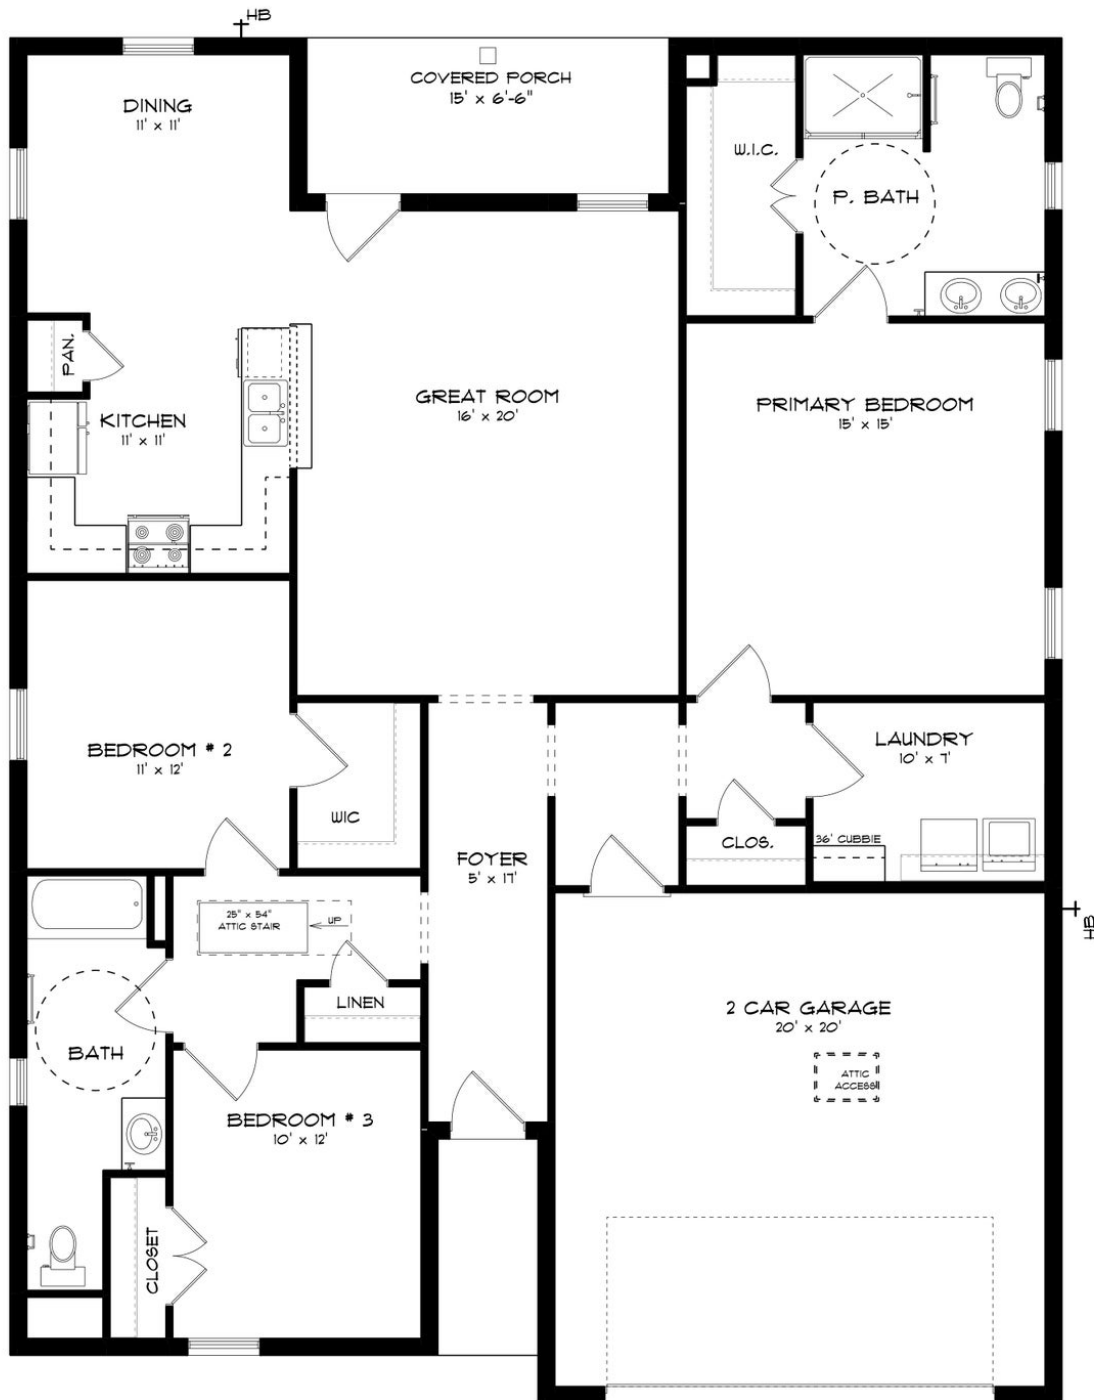 HB
COVERED PORCH
15' x 6'-6"
DINING
11' x 11'
W.I.C.
P. BATH
PAN.
KITCHEN
11' x 11'
GREAT ROOM
16' x 20'
PRIMARY BEDROOM
15' x 15'
BEDROOM # 2
11' x 12'
WIC
LAUNDRY
10' x 7'
CLOS.
36' CUBBIE
FOYER
5' x 17'
25" x 54"
ATTIC STAIR
UP
HB
LINEN
2 CAR GARAGE
20' x 20'
BATH
ATTIC
ACCESS
BEDROOM # 3
10' x 12'
CLOSET